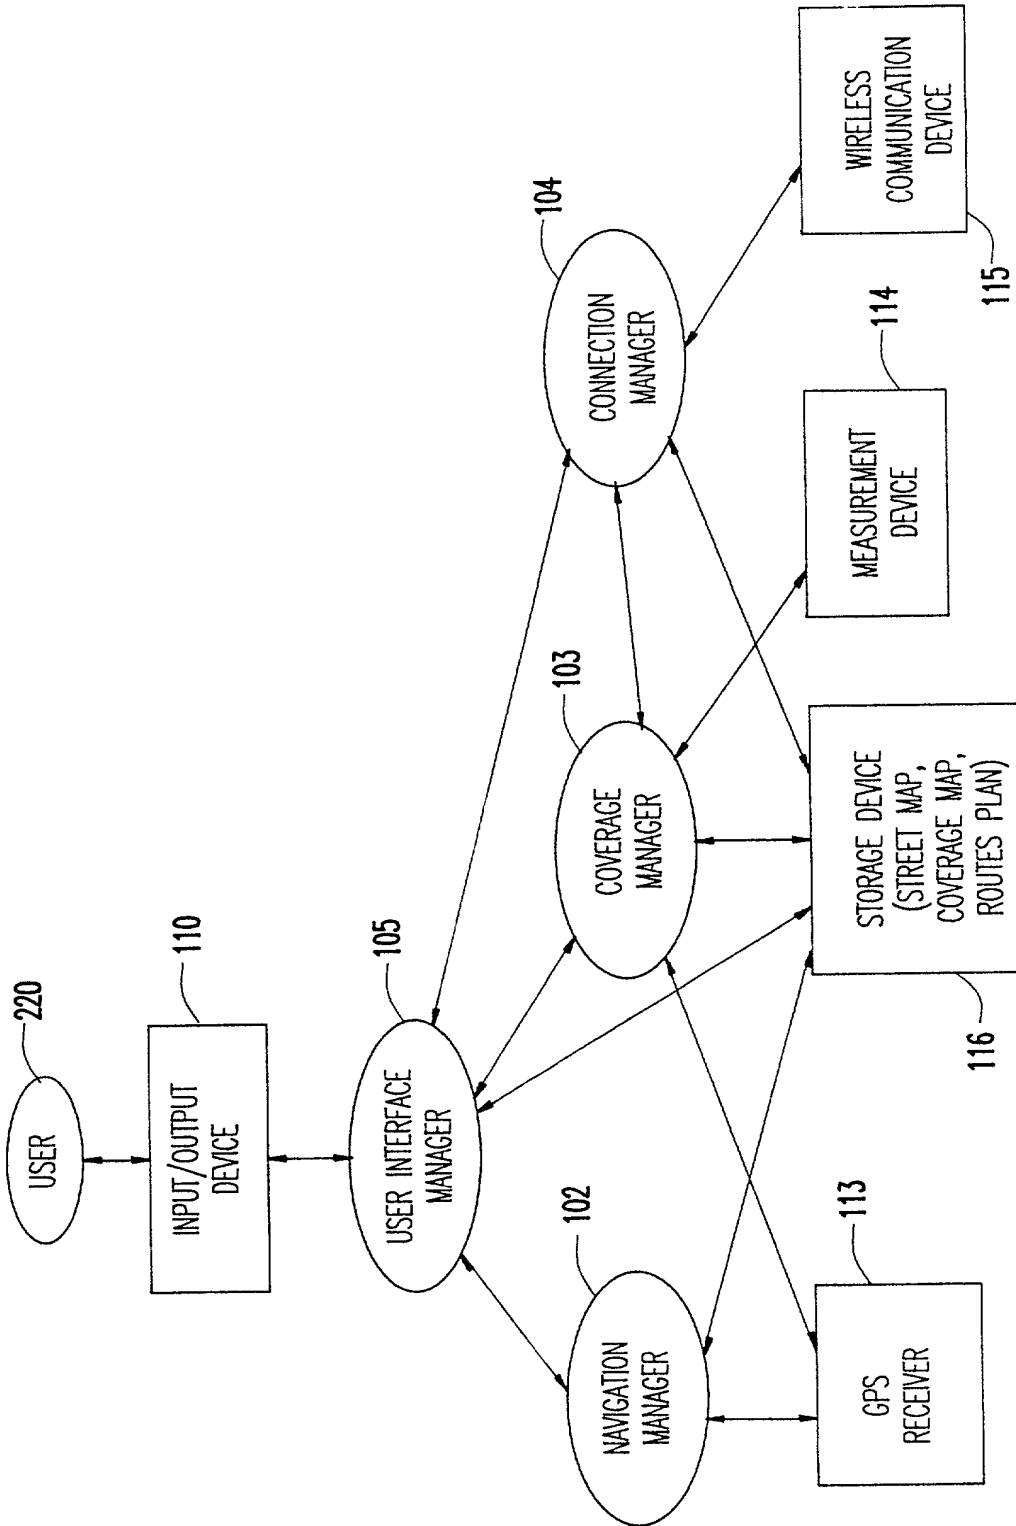 220
USER
110
INPUT/OUTPUT
DEVICE
105
USER INTERFACE
MANAGER
102
NAVIGATION
MANAGER
103
COVERAGE
MANAGER
104
CONNECTION
MANAGER
113
GPS
RECEIVER
STORAGE DEVICE
(STREET MAP,
COVERAGE MAP,
ROUTES PLAN)
116
114
MEASUREMENT
DEVICE
WIRELESS
COMMUNICATION
DEVICE
115